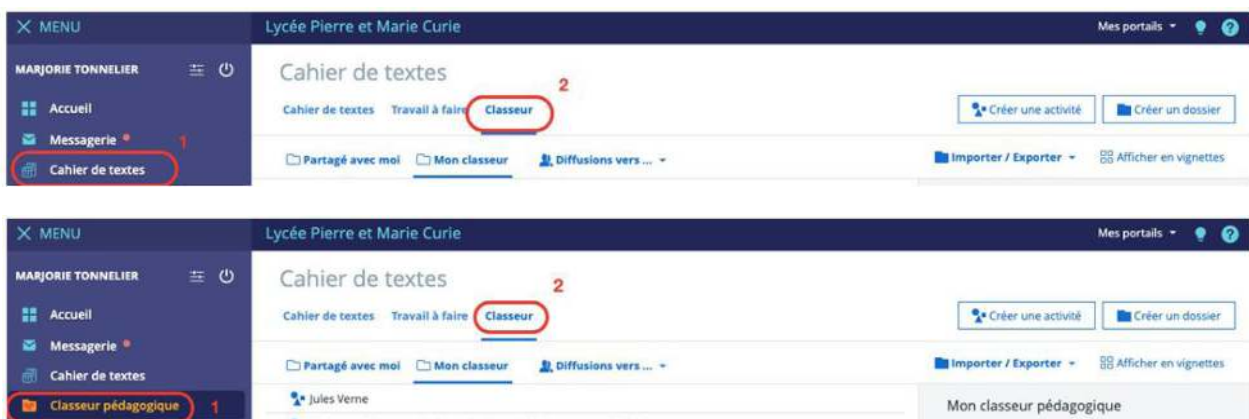 MENU
Lycée Pierre et Marie Curie
Mes portails
MARJORIE TONNELIER
Cahier de textes
2
Accueil
Cahier de textes Travail à faire Classeur
Créer une activité Créer un dossier
Messagerie
1
Cahier de textes
Partagé avec moi Mon classeur Diffusions vers ...
Importer / Exporter Afficher en vignettes
MENU
Lycée Pierre et Marie Curie
Mes portails
MARJORIE TONNELIER
Cahier de textes
2
Accueil
Cahier de textes Travail à faire Classeur
Créer une activité Créer un dossier
Messagerie
Cahier de textes
Partagé avec moi Mon classeur Diffusions vers ...
Importer / Exporter Afficher en vignettes
Classeur pédagogique 1
Jules Verne
Mon classeur pédagogique